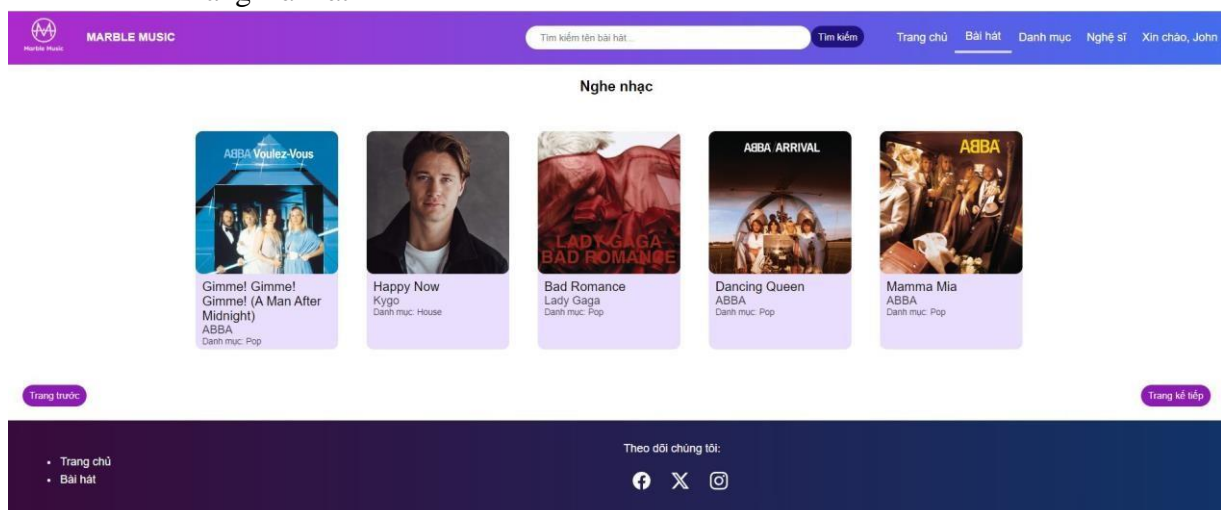 Marble Music
MARBLE MUSIC
Tìm kiếm tên bài hát...
Tìm kiếm
Trang chủ
Bài hát
Danh mục
Nghệ sĩ
Xin chào, John
Nghe nhạc
ABBA Voulez-Vous
LADY GAGA
BAD ROMANCE
ABBA ARRIVAL
ABBA
Gimme! Gimme!
Gimme! (A Man After
Midnight)
ABBA
Danh mục: Pop
Happy Now
Kygo
Danh mục: House
Bad Romance
Lady Gaga
Danh mục: Pop
Dancing Queen
ABBA
Danh mục: Pop
Mamma Mia
ABBA
Danh mục: Pop
Trang trước
Trang kế tiếp
• Trang chủ
• Bài hát
Theo dõi chúng tôi: